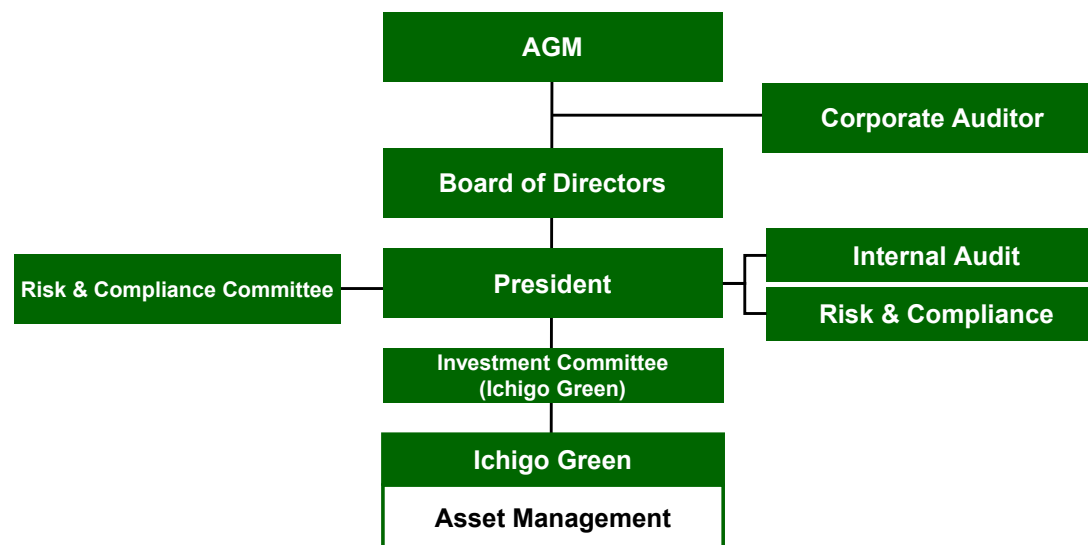 AGM
Corporate Auditor
Board of Directors
Risk & Compliance Committee
President
Internal Audit
Risk & Compliance
Investment Committee
(Ichigo Green)
Ichigo Green
Asset Management